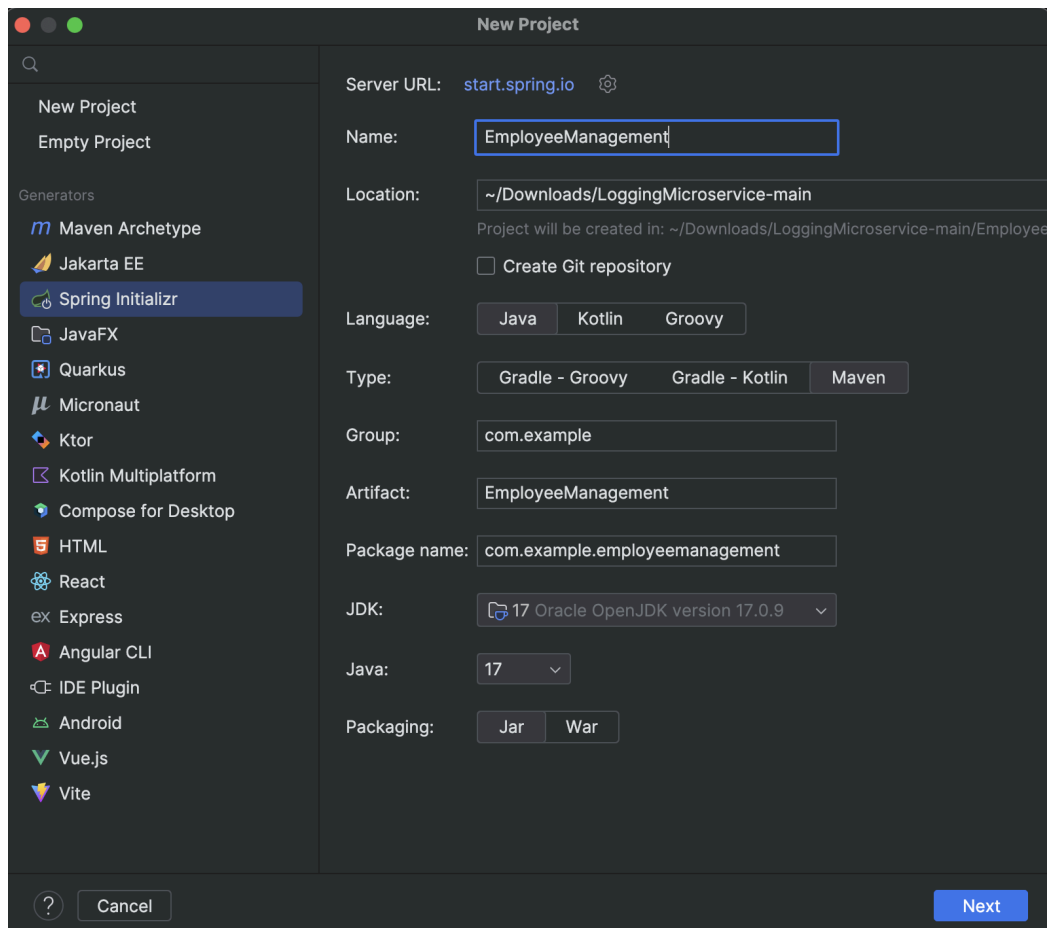 New Project
New Project
Empty Project
Generators
Maven Archetype
Jakarta EE
Spring Initializr
JavaFX
Quarkus
Micronaut
Ktor
Kotlin Multiplatform
Compose for Desktop
HTML
React
ex Express
Angular CLI
IDE Plugin
Android
Vue.js
Vite
Server URL: start.spring.io
Name: EmployeeManagement
Location: ~/Downloads/LoggingMicroservice-main
Project will be created in: ~/Downloads/LoggingMicroservice-main/Employee
Create Git repository
Language: Java Kotlin Groovy
Type: Gradle - Groovy Gradle - Kotlin Maven
Group: com.example
Artifact: EmployeeManagement
Package name: com.example.employeemanagement
JDK: 17 Oracle OpenJDK version 17.0.9
Java: 17
Packaging: Jar War
? Cancel Next